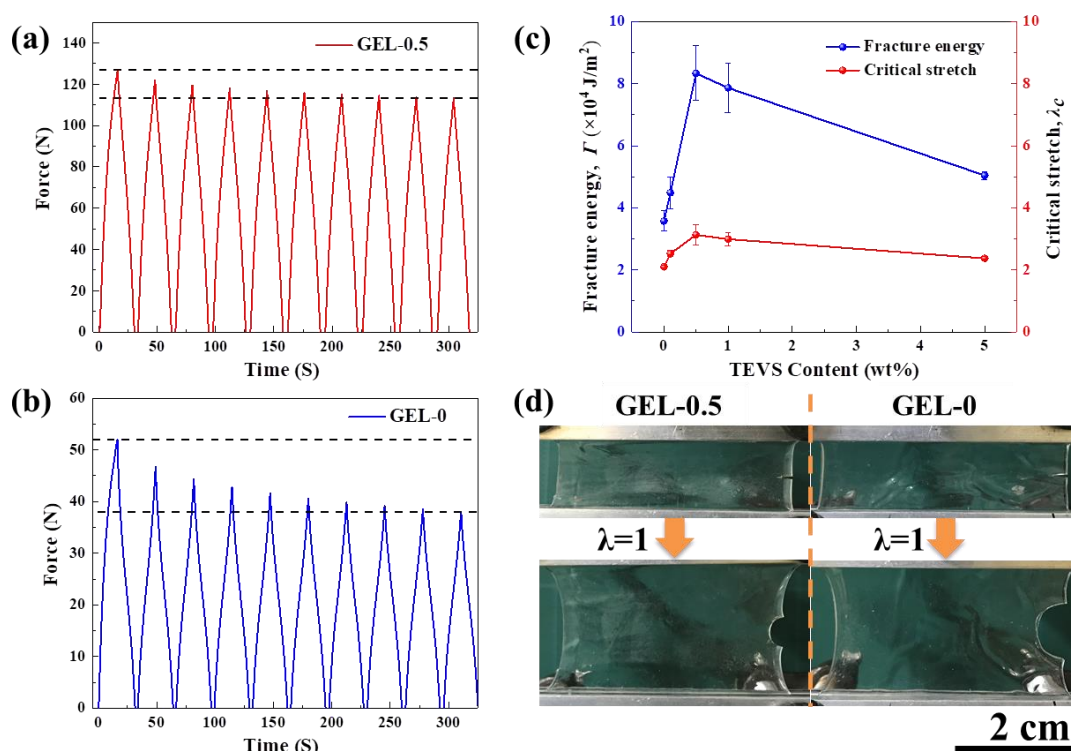 (a)
GEL-0.5
140
120
100
80
60
40
20
0
Force (N)
0 50 100 150 200 250 300
Time (S)
(b)
GEL-0
60
50
40
30
20
10
0
Force (N)
0 50 100 150 200 250 300
Time (S)
(c)
Fracture energy
Critical stretch
10
8
6
4
2
0
Fracture energy, Γ (×10⁴ J/m²)
10
8
6
4
2
0
Critical stretch, λc
0 1 2 3 4 5
TEVS Content (wt%)
(d)
GEL-0.5 GEL-0
λ=1 λ=1
2 cm